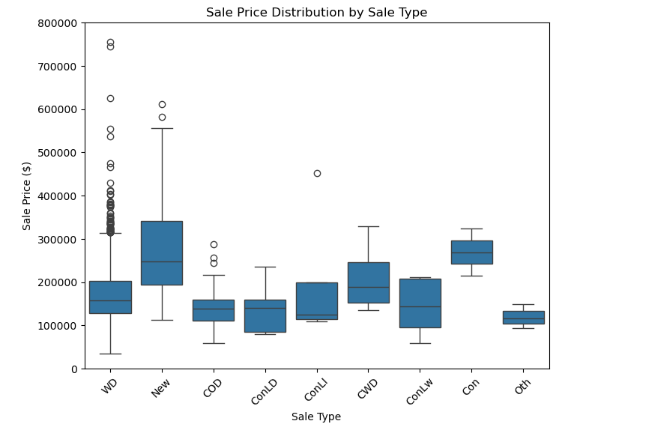 Sale Price Distribution by Sale Type
800000
700000
600000
500000
400000
300000
200000
100000
0
Sale Price ($)
WD
New
COD
ConLD
ConLI
CWD
ConLw
Con
Oth
Sale Type